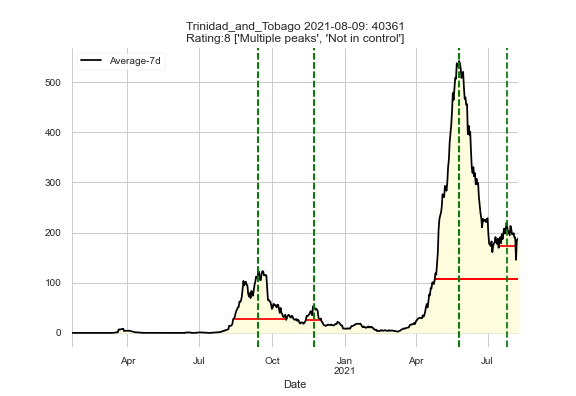 Trinidad_and_Tobago 2021-08-09: 40361
Rating:8 ['Multiple peaks', 'Not in control']
Average-7d
500
400
300
200
100
0
Apr Jul Oct Jan Apr Jul
2021
Date